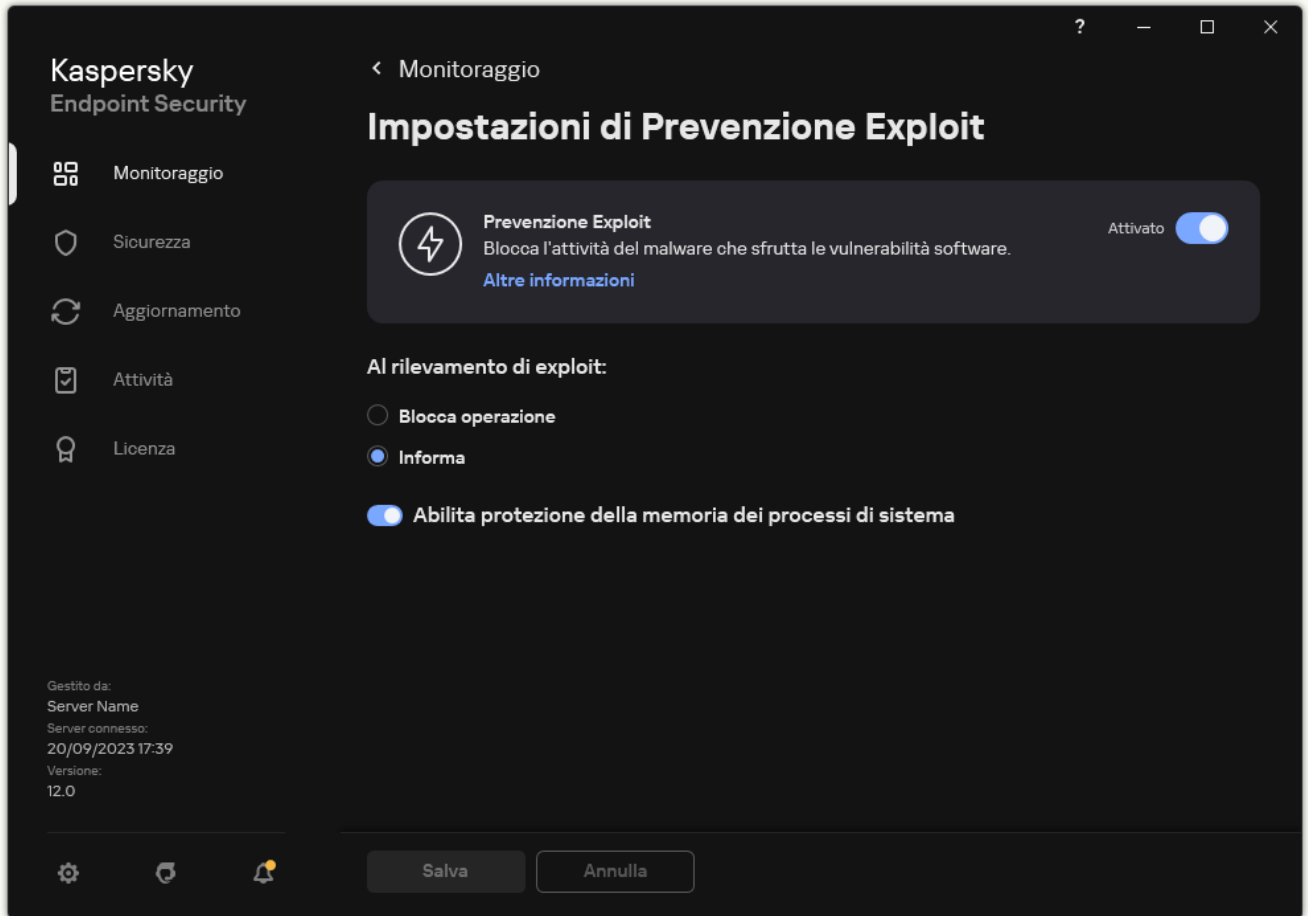 ?
Kaspersky
Endpoint Security
Monitoraggio
Sicurezza
Aggiornamento
Attività
Licenza
Gestito da:
Server Name
Server connesso:
20/09/2023 17:39
Versione:
12.0
Monitoraggio
Impostazioni di Prevenzione Exploit
Prevenzione Exploit
Blocca l'attività del malware che sfrutta le vulnerabilità software.
Altre informazioni
Attivato
Al rilevamento di exploit:
Blocca operazione
Informa
Abilita protezione della memoria dei processi di sistema
Salva
Annulla